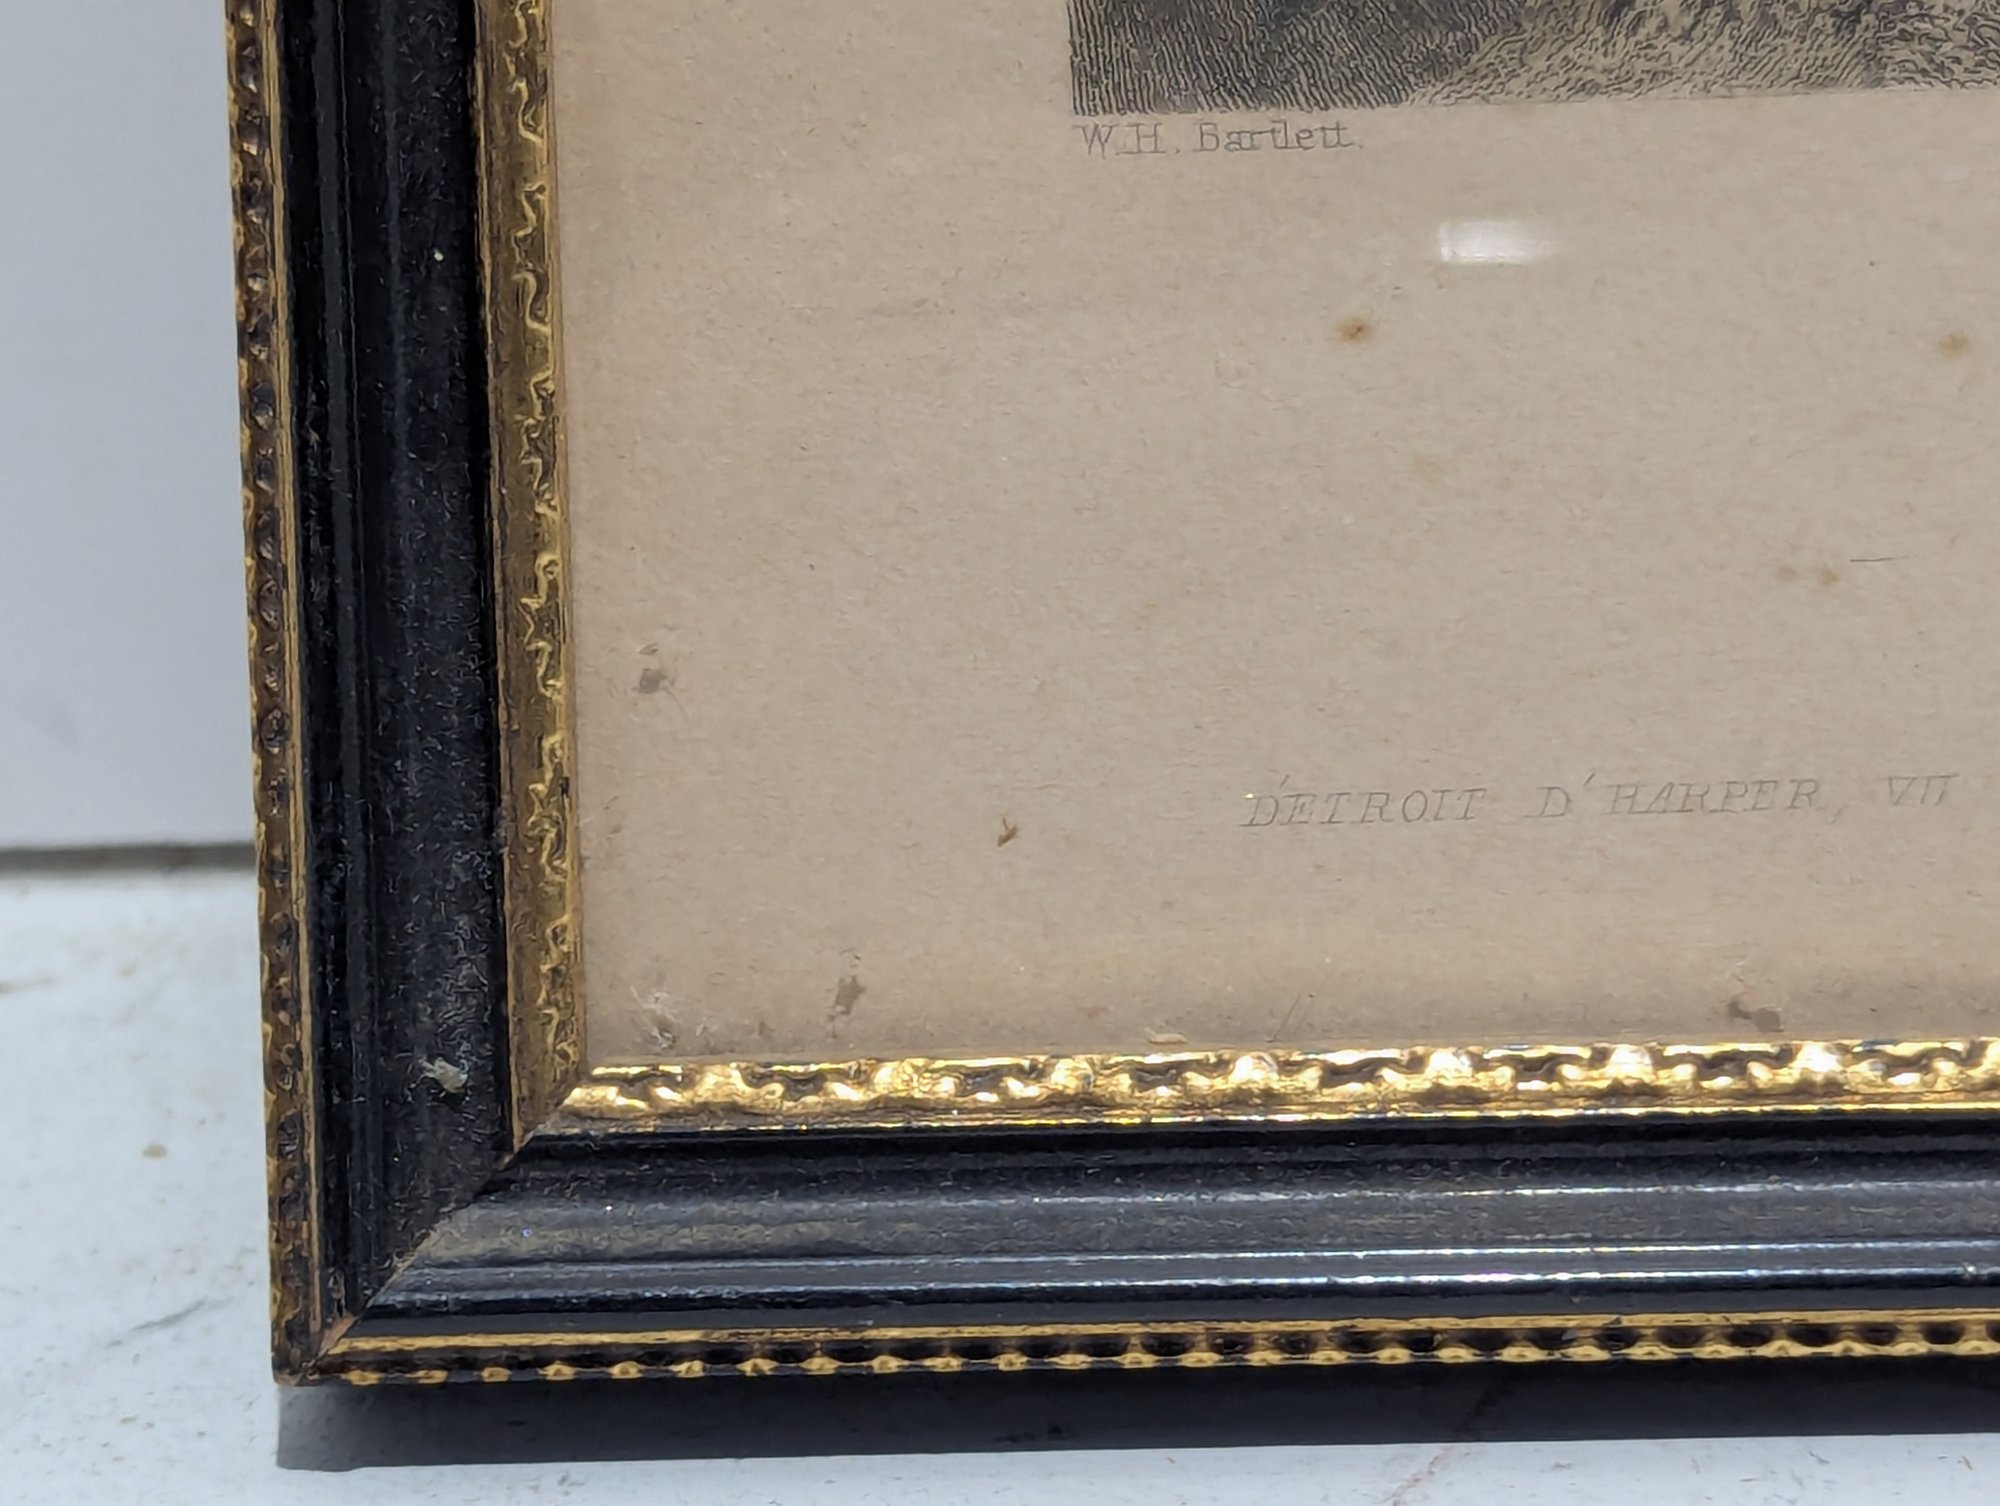 W.H. Bartlett.
DÉTROIT D'HARPER, VU